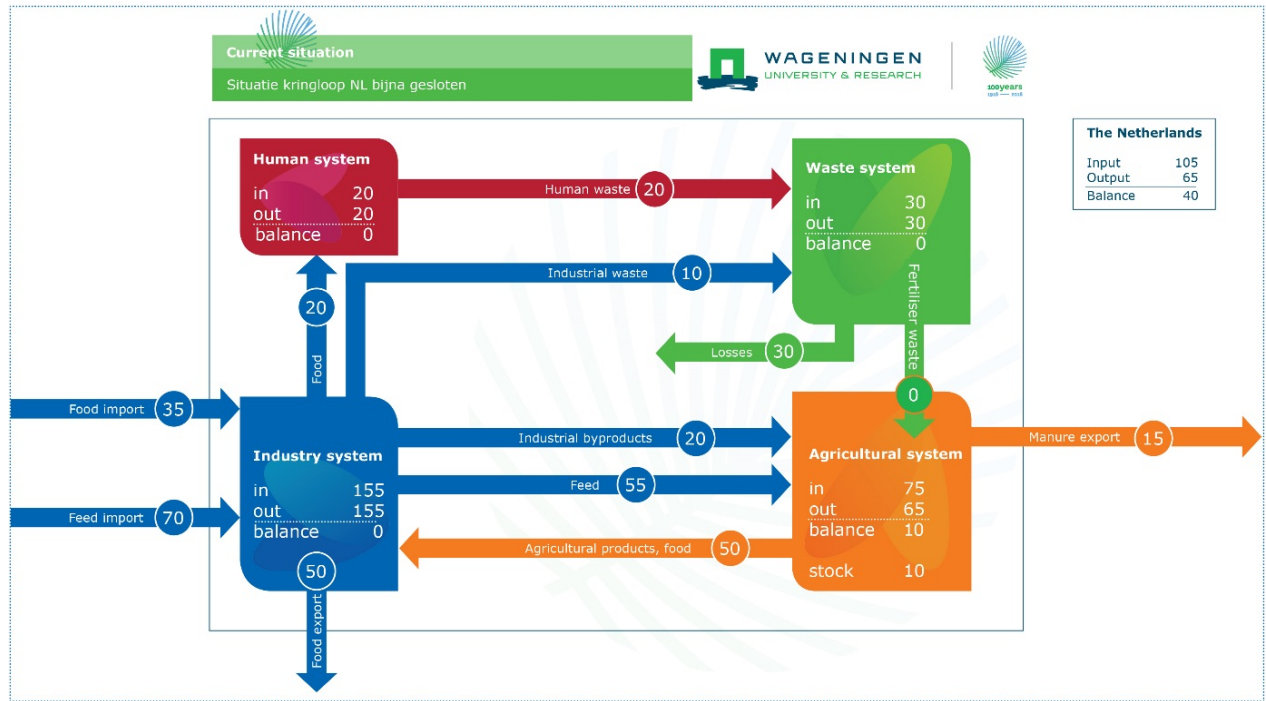 Current situation
Situatie kringloop NL bijna gesloten
WAGENINGEN
UNIVERSITY & RESEARCH
100years
1918 — 2018
The Netherlands
Input 105
Output 65
Balance 40
Human system
in 20
out 20
balance 0
Human waste 20
Waste system
in 30
out 30
balance 0
Industrial waste 10
20
Food
Losses 30
Fertiliser waste
0
Food import 35
Feed import 70
Industry system
in 155
out 155
balance 0
50
Food export
Industrial byproducts 20
Feed 55
Agricultural products, food 50
Agricultural system
in 75
out 65
balance 10
stock 10
Manure export 15